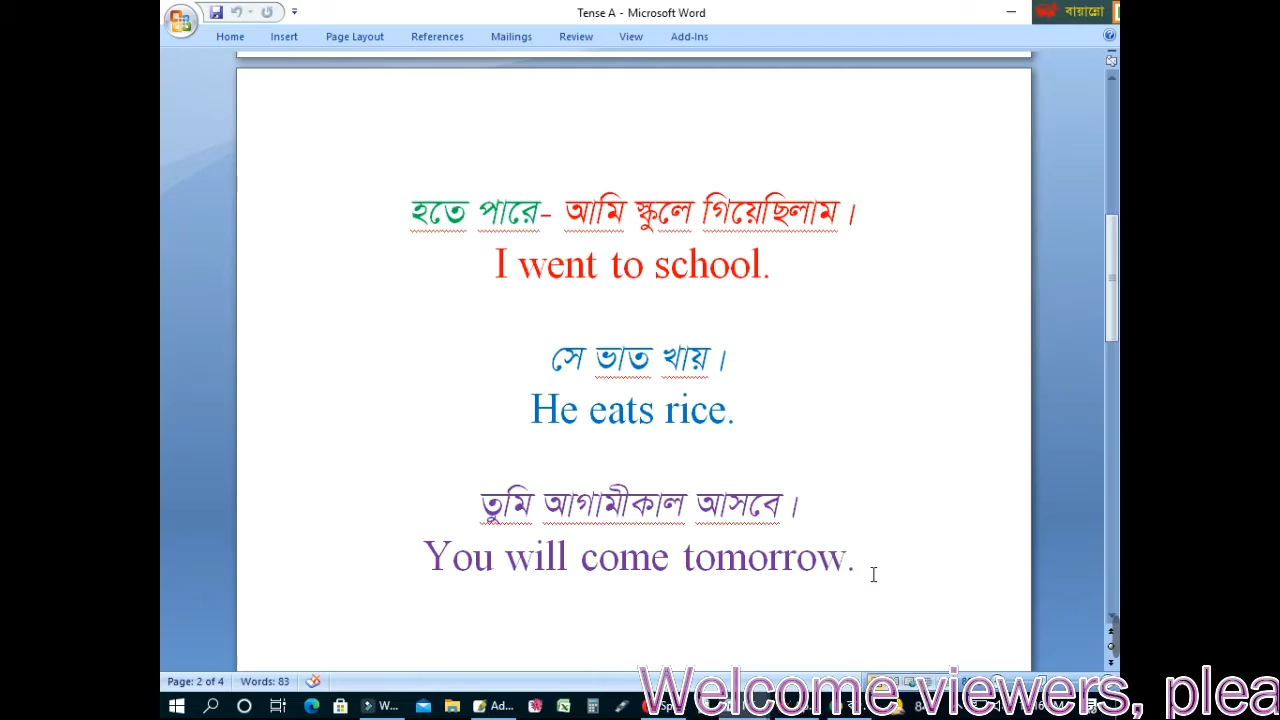 Tense A - Microsoft Word
বায়ান্নো
Home Insert Page Layout References Mailings Review View Add-Ins
হতে পারে- আমি স্কুলে গিয়েছিলাম।
I went to school.
সে ভাত খায়।
He eats rice.
তুমি আগামীকাল আসবে।
You will come tomorrow.
Page: 2 of 4 Words: 83
Welcome viewers, plea
W... Ad...